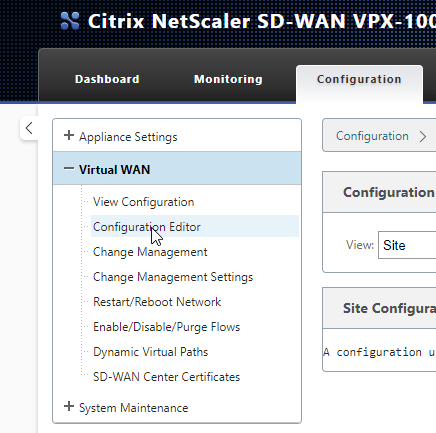 Citrix NetScaler SD-WAN VPX-100
Dashboard Monitoring Configuration
+ Appliance Settings
Configuration >
− Virtual WAN
View Configuration
Configuration
Configuration Editor
View: Site
Change Management
Change Management Settings
Restart/Reboot Network
Site Configura
Enable/Disable/Purge Flows
Dynamic Virtual Paths
A configuration u
SD-WAN Center Certificates
+ System Maintenance